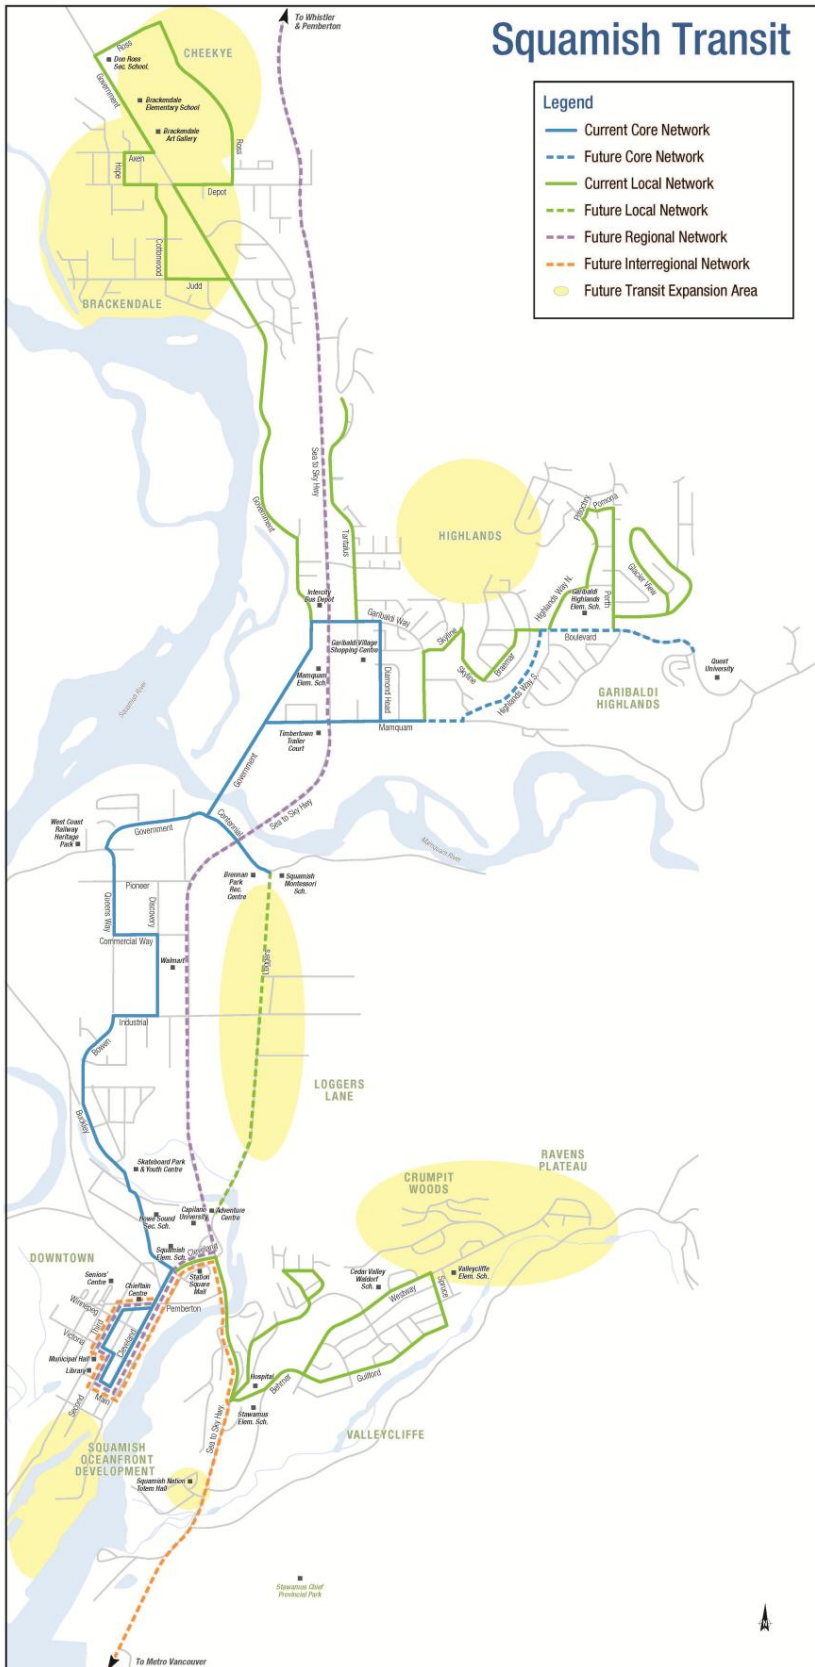 To Whistler
& Pemberton
Squamish Transit
Legend
Current Core Network
Future Core Network
Current Local Network
Future Local Network
Future Regional Network
Future Interregional Network
Future Transit Expansion Area
Ross
CHEEKYE
Don Ross
Sec. School.
Government
Brackendale
Elementary School
Brackendale
Art Gallery
Ross
Axen
Hope
Depot
Cottonwood
Judd
BRACKENDALE
Sea to Sky Hwy
Government
Tantalus
HIGHLANDS
Pitlochry
Pomona
Glacier View
Highlands Way N.
Garibaldi
Highlands
Elem. Sch.
Perth
Intercity
Bus Depot
Garibaldi Way
Skyline
Boulevard
Garibaldi Village
Shopping Centre
Mamquam
Elem. Sch.
Diamond Head
Skyline
Braemar
Highlands Way S.
Quest
University
GARIBALDI
HIGHLANDS
Squamish River
Mamquam
Timbertown
Trailer
Court
Government
Sea to Sky Hwy
Centennial
Government
West Coast
Railway
Heritage
Park
Mamquam River
Brennan
Park
Rec.
Centre
Squamish
Montessori
Sch.
Pioneer
Queens Way
Discovery
Commercial Way
Walmart
Loggers
Industrial
Bowen
LOGGERS
LANE
Buckley
Skateboard Park
& Youth Centre
RAVENS
PLATEAU
CRUMPIT
WOODS
Capilano
University
Adventure
Centre
Howe Sound
Sec. Sch.
Squamish
Elem. Sch.
Cleveland
DOWNTOWN
Station
Square
Mall
Seniors'
Centre
Chieftain
Centre
Cedar Valley
Waldorf
Sch.
Valleycliffe
Elem. Sch.
Westway
Spruce
Winnipeg
Pemberton
Third
Victoria
Cleveland
Municipal Hall
Library
Main
Second
Hospital
Behrner
Guilford
Stawamus
Elem. Sch.
Sea to Sky Hwy.
VALLEYCLIFFE
SQUAMISH
OCEANFRONT
DEVELOPMENT
Squamish Nation
Totem Hall
Stawamus Chief
Provincial Park
N
To Metro Vancouver